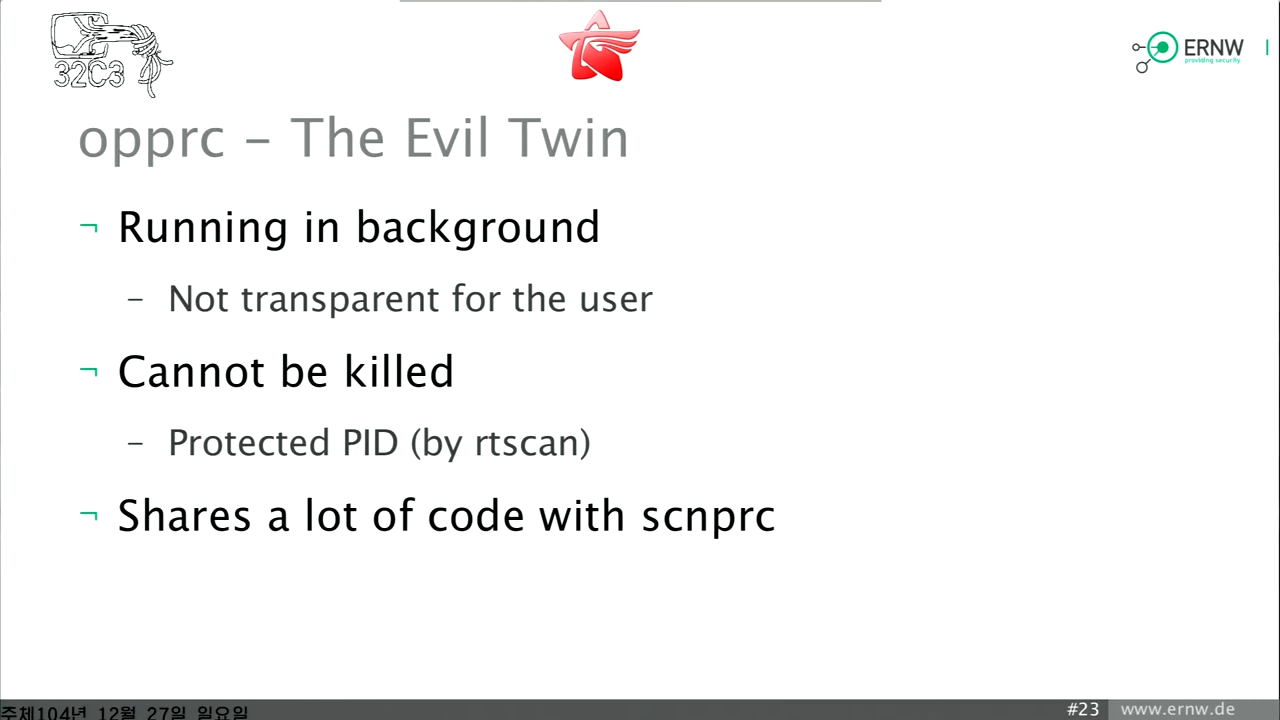 32C3
ERNW
providing security.
opprc – The Evil Twin
¬ Running in background
– Not transparent for the user
¬ Cannot be killed
– Protected PID (by rtscan)
¬ Shares a lot of code with scnprc
주체104년 12월 27일 일요일
#23
www.ernw.de